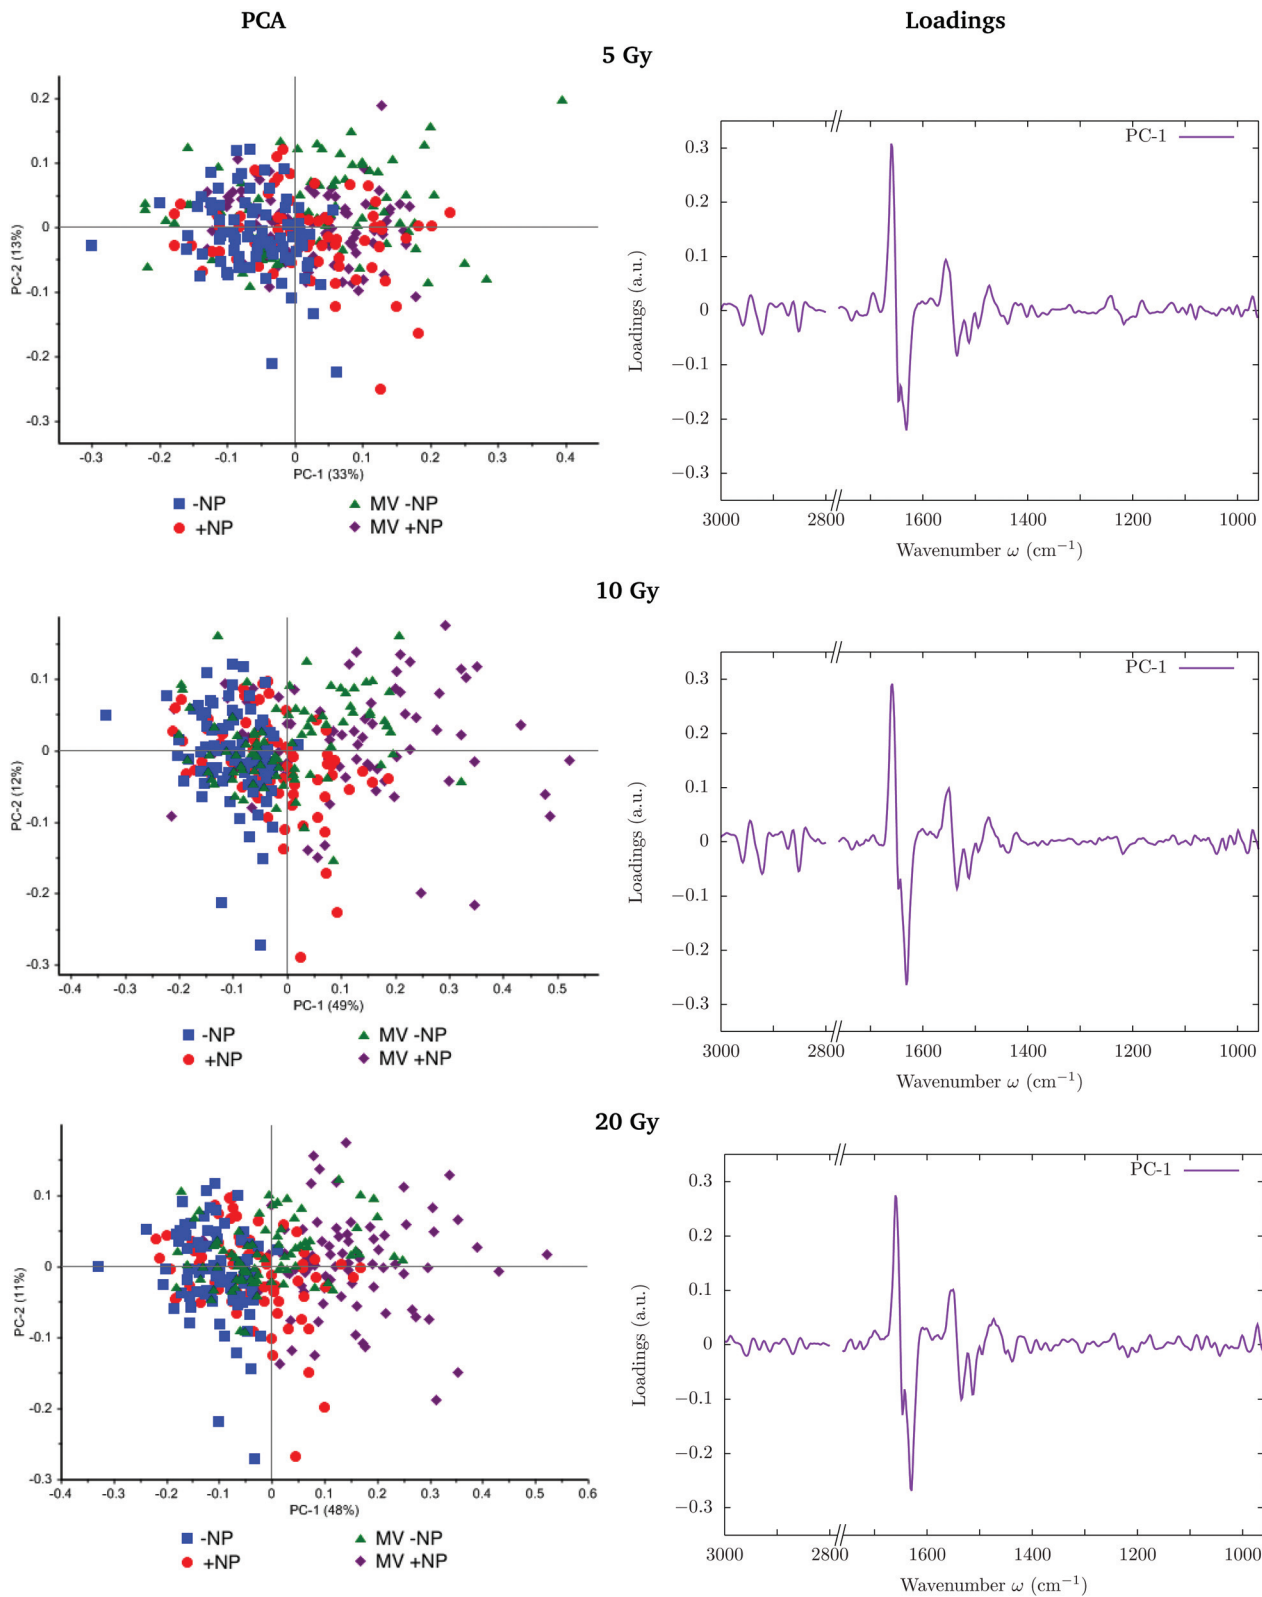 PCA
Loadings
5 Gy
0.2
0.1
0
-0.1
-0.2
-0.3
PC-2 (13%)
-0.3 -0.2 -0.1 0 0.1 0.2 0.3 0.4
PC-1 (33%)
-NP MV -NP
+NP MV +NP
PC-1
0.3
0.2
0.1
0
−0.1
−0.2
−0.3
Loadings (a.u.)
3000 2800 1600 1400 1200 1000
Wavenumber ω (cm−1)
10 Gy
0.1
0
-0.1
-0.2
-0.3
PC-2 (12%)
-0.4 -0.3 -0.2 -0.1 0 0.1 0.2 0.3 0.4 0.5
PC-1 (49%)
-NP MV -NP
+NP MV +NP
PC-1
0.3
0.2
0.1
0
−0.1
−0.2
−0.3
Loadings (a.u.)
3000 2800 1600 1400 1200 1000
Wavenumber ω (cm−1)
20 Gy
0.1
0
-0.1
-0.2
-0.3
PC-2 (11%)
-0.4 -0.3 -0.2 -0.1 0 0.1 0.2 0.3 0.4 0.5 0.6
PC-1 (48%)
-NP MV -NP
+NP MV +NP
PC-1
0.3
0.2
0.1
0
−0.1
−0.2
−0.3
Loadings (a.u.)
3000 2800 1600 1400 1200 1000
Wavenumber ω (cm−1)